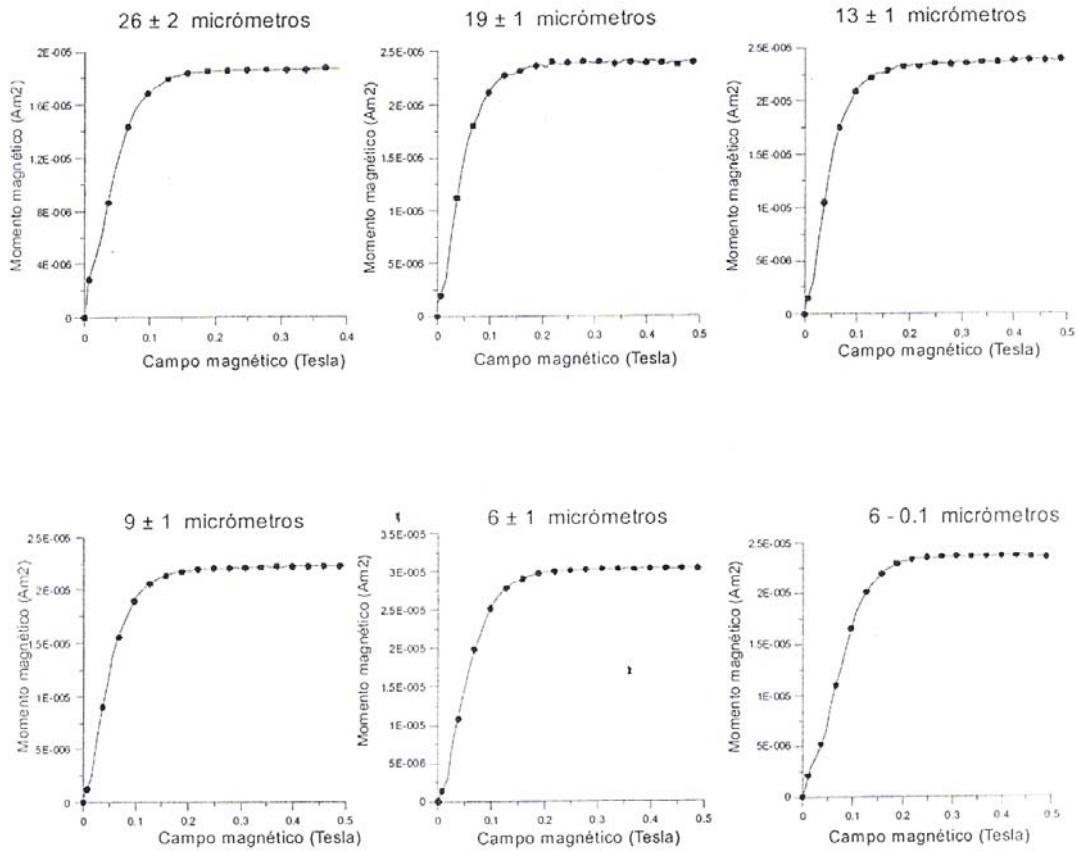 26 ± 2 micrómetros
Momento magnético (Am2)
2E-005
1.6E-005
1.2E-005
8E-006
4E-006
0
0 0.1 0.2 0.3 0.4
Campo magnético (Tesla)
19 ± 1 micrómetros
Momento magnético (Am2)
2.5E-005
2E-005
1.5E-005
1E-005
5E-006
0
0 0.1 0.2 0.3 0.4 0.5
Campo magnético (Tesla)
13 ± 1 micrómetros
Momento magnético (Am2)
2.5E-005
2E-005
1.5E-005
1E-005
5E-006
0
0 0.1 0.2 0.3 0.4 0.5
Campo magnético (Tesla)
9 ± 1 micrómetros
Momento magnético (Am2)
2.5E-005
2E-005
1.5E-005
1E-005
5E-006
0
0 0.1 0.2 0.3 0.4 0.5
Campo magnético (Tesla)
6 ± 1 micrómetros
Momento magnético (Am2)
3.5E-005
3E-005
2E-005
1.5E-005
1E-005
5E-006
0
0 0.1 0.2 0.3 0.4 0.5
Campo magnético (Tesla)
6 - 0.1 micrómetros
Momento magnético (Am2)
2.5E-005
2E-005
1.5E-005
1E-005
5E-006
0
0 0.1 0.2 0.3 0.4 0.5
Campo magnético (Tesla)